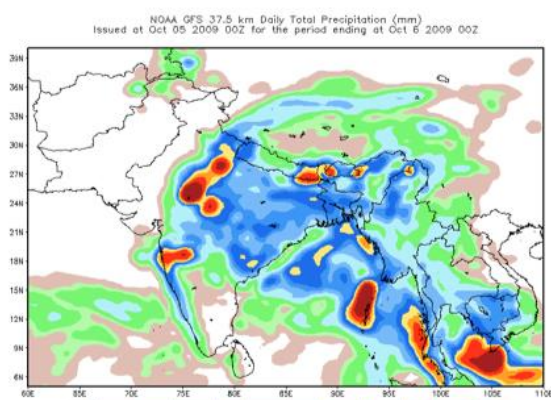 NOAA GFS 37.5 km Daily Total Precipitation (mm)
Issued at Oct 05 2009 00Z for the period ending at Oct 6 2009 00Z
39N
36N
33N
30N
27N
24N
21N
18N
15N
12N
9N
6N
60E 65E 70E 75E 80E 85E 90E 95E 100E 105E 110E